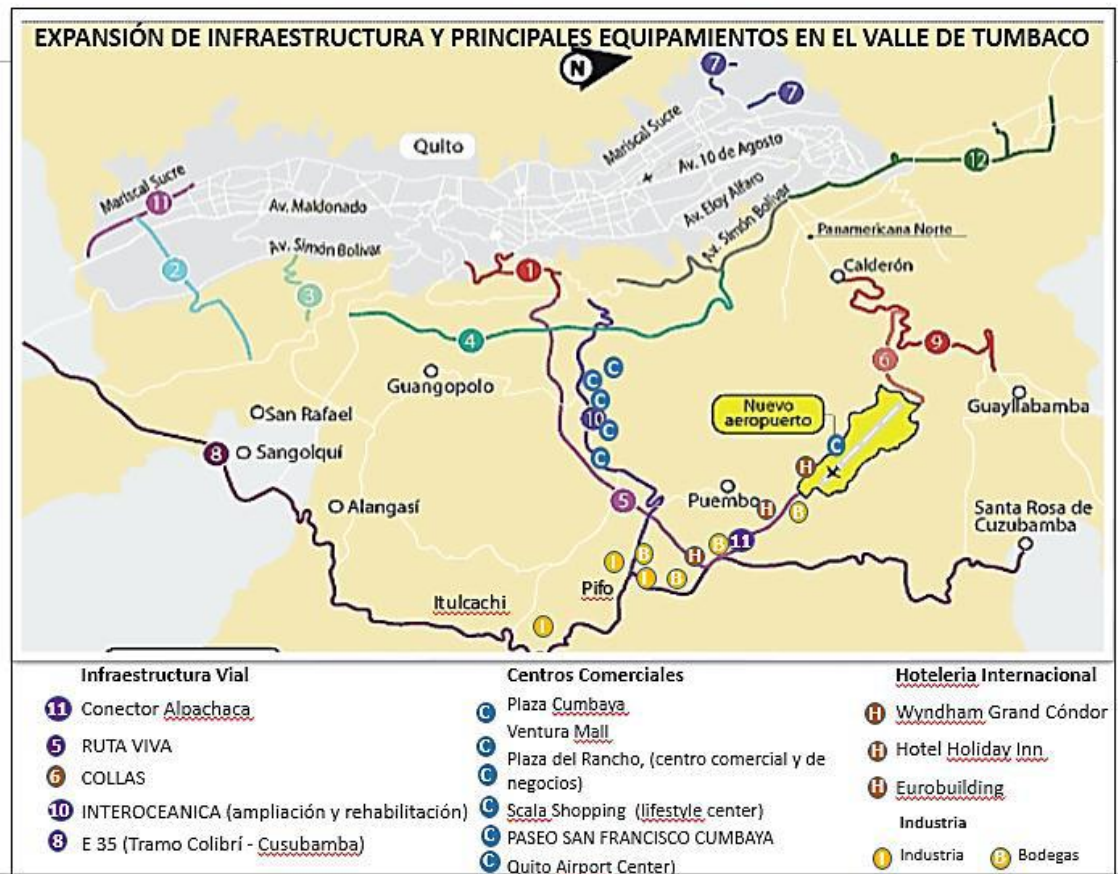 EXPANSIÓN DE INFRAESTRUCTURA Y PRINCIPALES EQUIPAMIENTOS EN EL VALLE DE TUMBACO
N
7 -
7
Mariscal Sucre
Quito
Av. 10 de Agosto
12
Mariscal Sucre
11
Av. Maldonado
Av. Eloy Alfaro
Av. Simón Bolívar
Av. Simón Bolívar
Panamericana Norte
2
3
1
Calderón
4
9
6
Guangopolo
C
C
C
10
C
C
Nuevo aeropuerto
C
Guayllabamba
San Rafael
8
Sangolquí
H
Alangasí
5
Puembo
H
B
Santa Rosa de
Cuzubamba
B
11
H
I
B
I
B
Pifo
Itulcachi
I
Infraestructura Vial
11 Conector Alpachaca
5 RUTA VIVA
6 COLLAS
10 INTEROCEANICA (ampliación y rehabilitación)
8 E 35 (Tramo Colibrí - Cusubamba)
Centros Comerciales
C Plaza Cumbaya
C Ventura Mall
C Plaza del Rancho, (centro comercial y de
negocios)
C Scala Shopping (lifestyle center)
C PASEO SAN FRANCISCO CUMBAYA
C Quito Airport Center)
Hoteleria Internacional
H Wyndham Grand Cóndor
H Hotel Holiday Inn
H Eurobuilding
Industria
I Industria B Bodegas